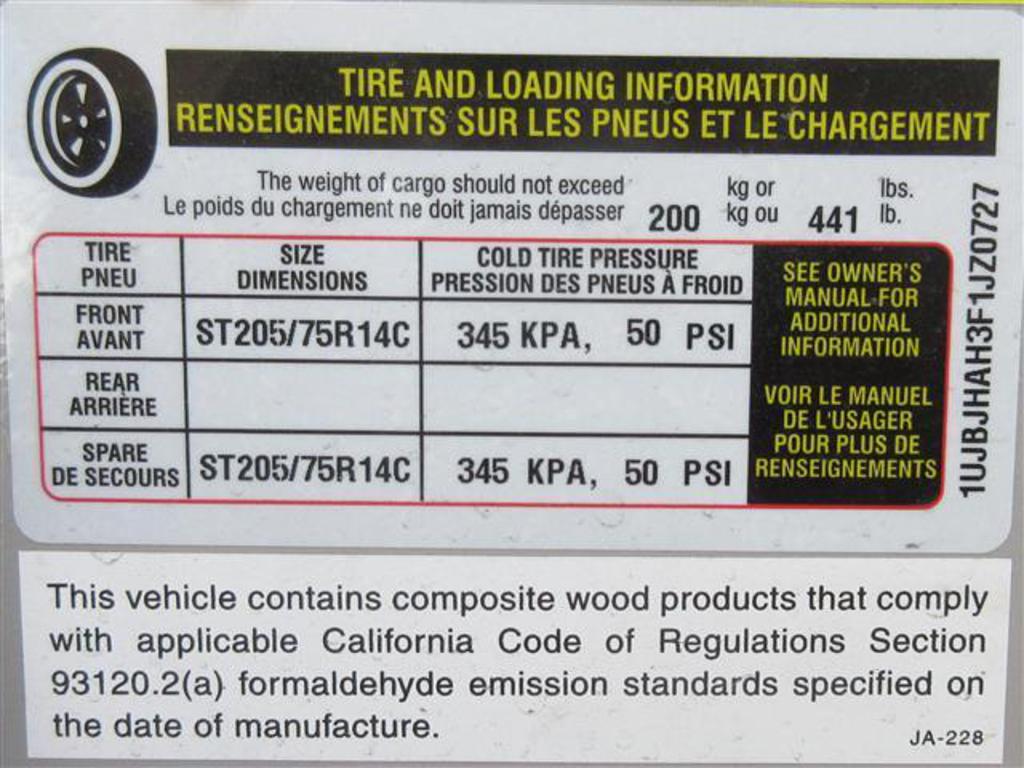 TIRE AND LOADING INFORMATION
RENSEIGNEMENTS SUR LES PNEUS ET LE CHARGEMENT
The weight of cargo should not exceed kg or lbs.
Le poids du chargement ne doit jamais dépasser 200 kg ou 441 lb.
TIRE SIZE COLD TIRE PRESSURE
PNEU DIMENSIONS PRESSION DES PNEUS À FROID
FRONT
AVANT ST205/75R14C 345 KPA, 50 PSI
REAR
ARRIÈRE
SPARE
DE SECOURS ST205/75R14C 345 KPA, 50 PSI
SEE OWNER'S
MANUAL FOR
ADDITIONAL
INFORMATION
VOIR LE MANUEL
DE L'USAGER
POUR PLUS DE
RENSEIGNEMENTS
1UJBJHAH3F1JZ0727
This vehicle contains composite wood products that comply
with applicable California Code of Regulations Section
93120.2(a) formaldehyde emission standards specified on
the date of manufacture.
JA-228